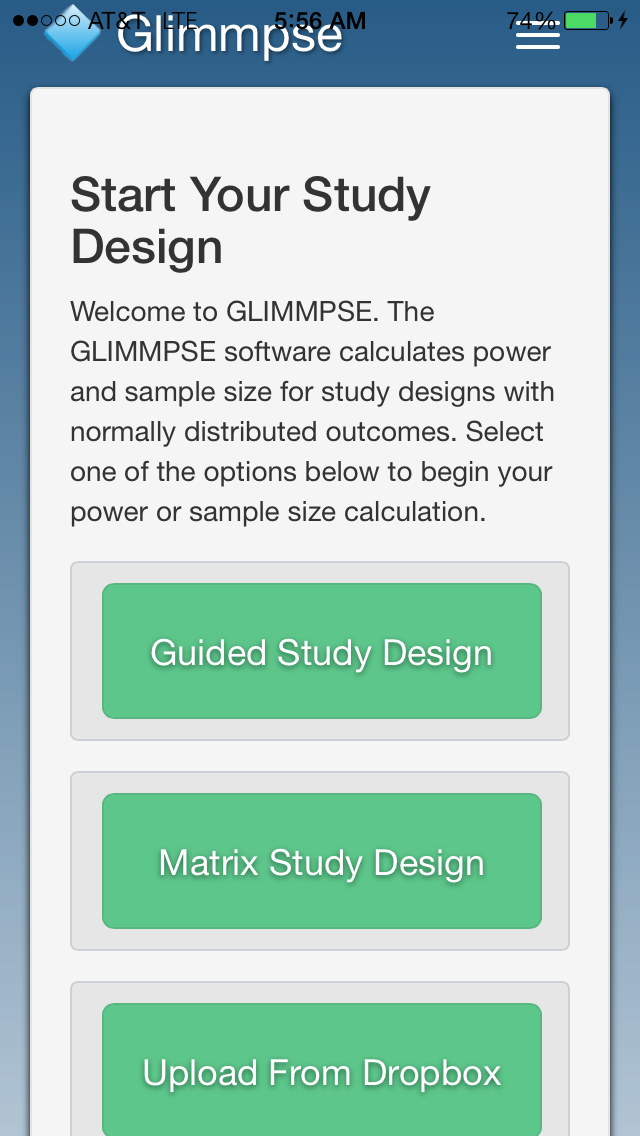 AT&T LTE 5:56 AM 74%
Glimmpse
Start Your Study
Design
Welcome to GLIMMPSE. The
GLIMMPSE software calculates power
and sample size for study designs with
normally distributed outcomes. Select
one of the options below to begin your
power or sample size calculation.
Guided Study Design
Matrix Study Design
Upload From Dropbox